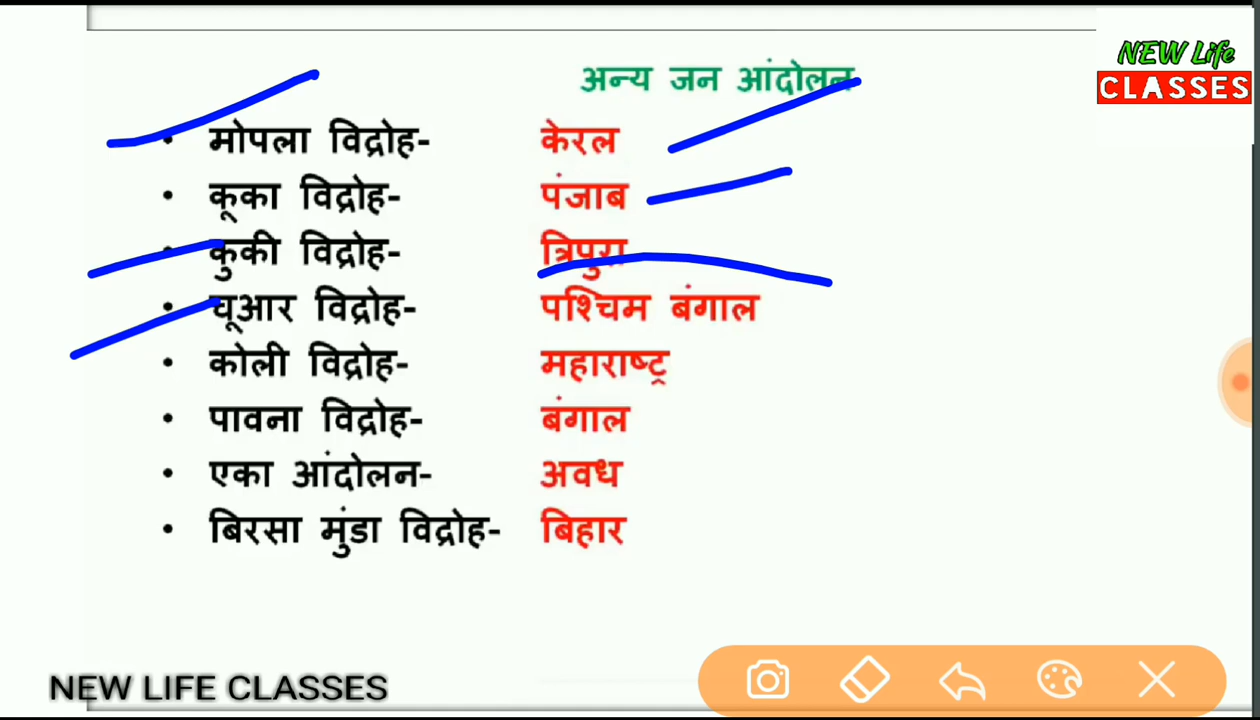 NEW Life
CLASSES
अन्य जन आंदोलन
• मोपला विद्रोह- केरल
• कूका विद्रोह- पंजाब
• कुकी विद्रोह- त्रिपुरा
• चूआर विद्रोह- पश्चिम बंगाल
• कोली विद्रोह- महाराष्ट्र
• पावना विद्रोह- बंगाल
• एका आंदोलन- अवध
• बिरसा मुंडा विद्रोह- बिहार
NEW LIFE CLASSES